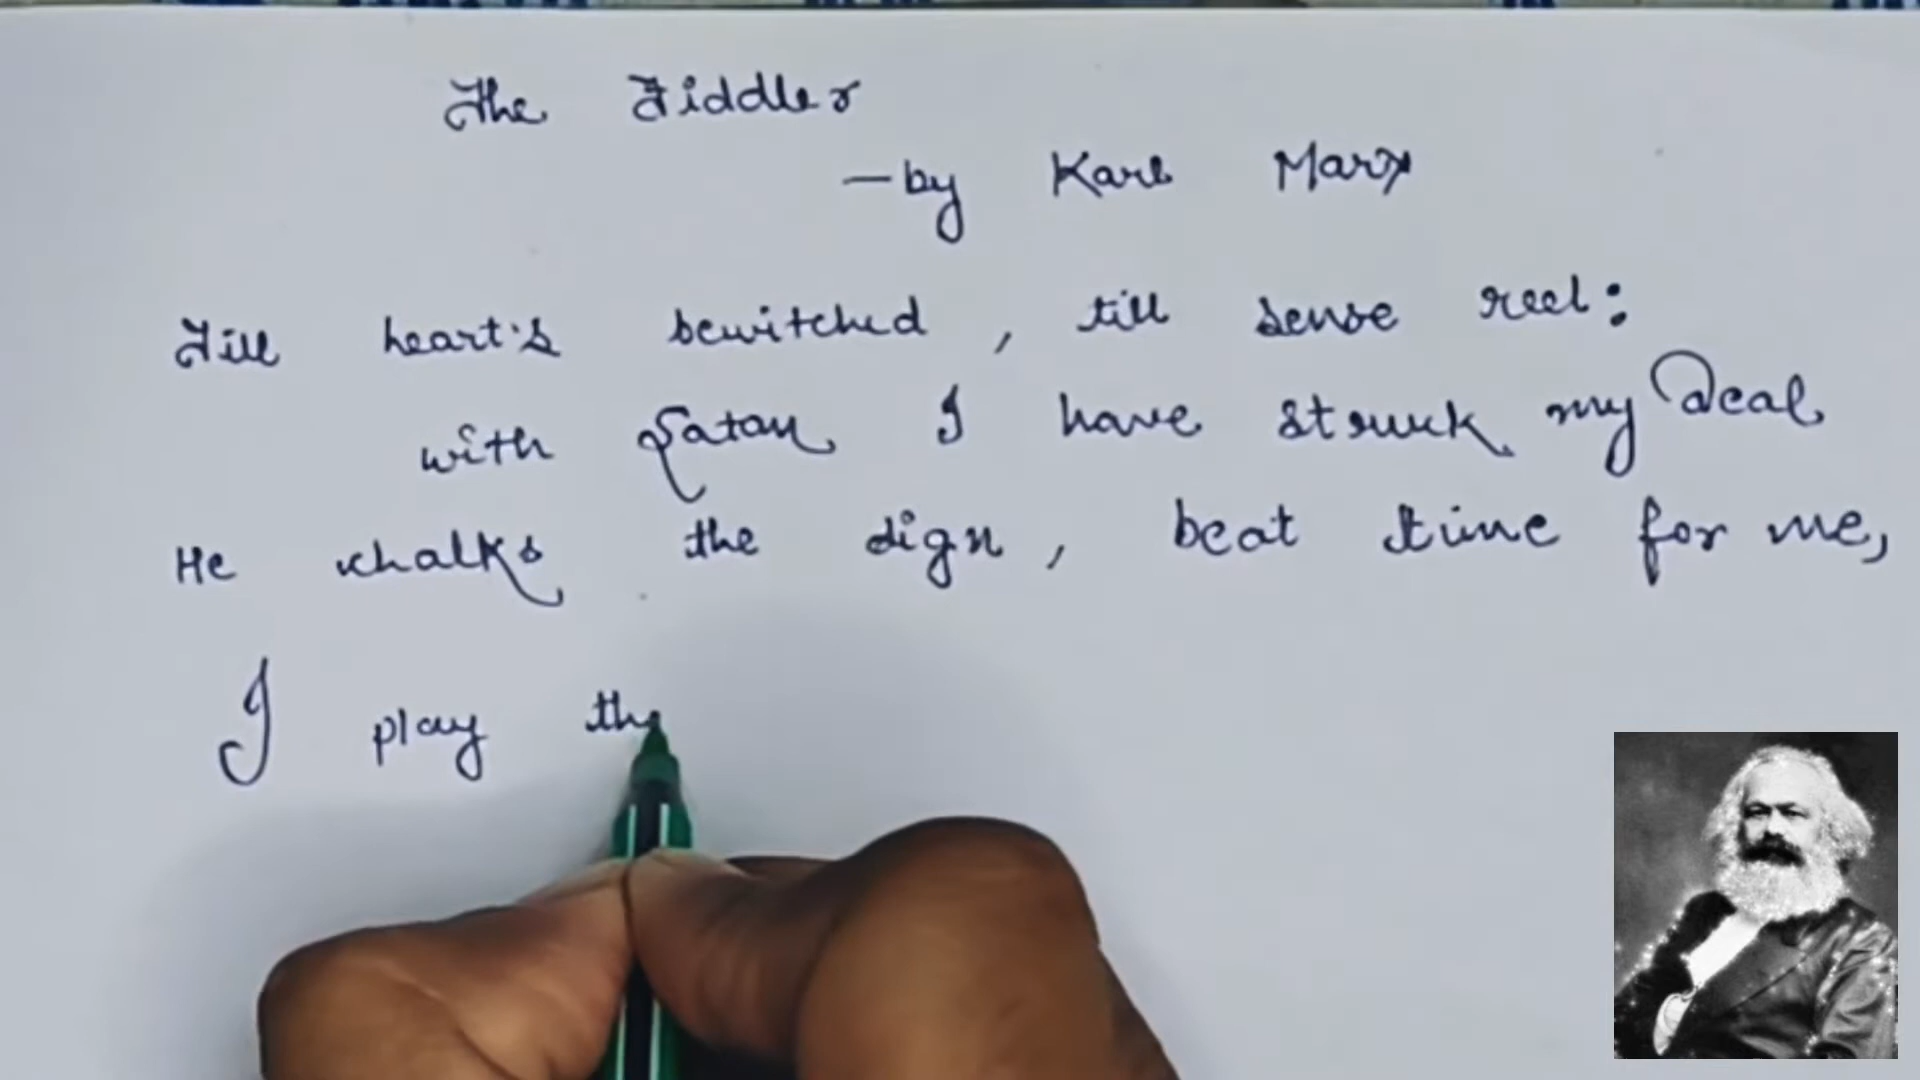 The Fiddler
—by Karl Marx
Till heart's bewitched, till sense reel:
with Satan I have struck my deal
He chalks the sign, beat time for me,
I play the